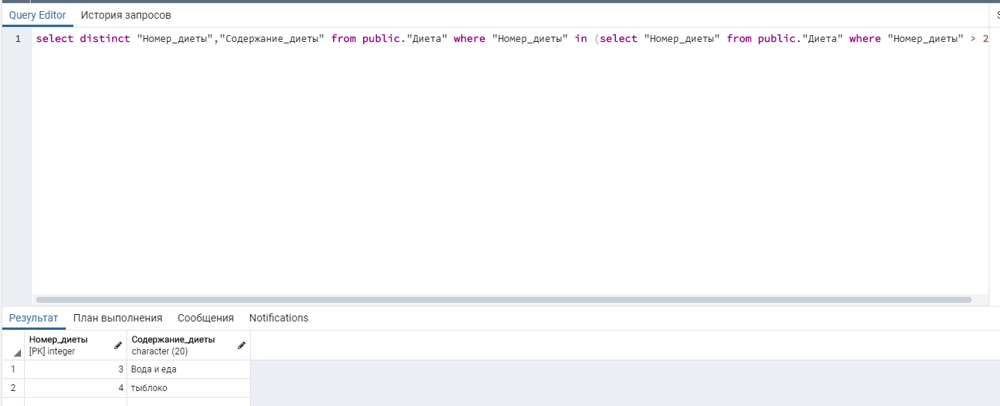 Query Editor История запросов
1 select distinct "Номер_диеты","Содержание_диеты" from public."Диета" where "Номер_диеты" in (select "Номер_диеты" from public."Диета" where "Номер_диеты" > 2
Результат План выполнения Сообщения Notifications
Номер_диеты Содержание_диеты
[PK] integer character (20)
1 3 Вода и еда
2 4 тыблоко